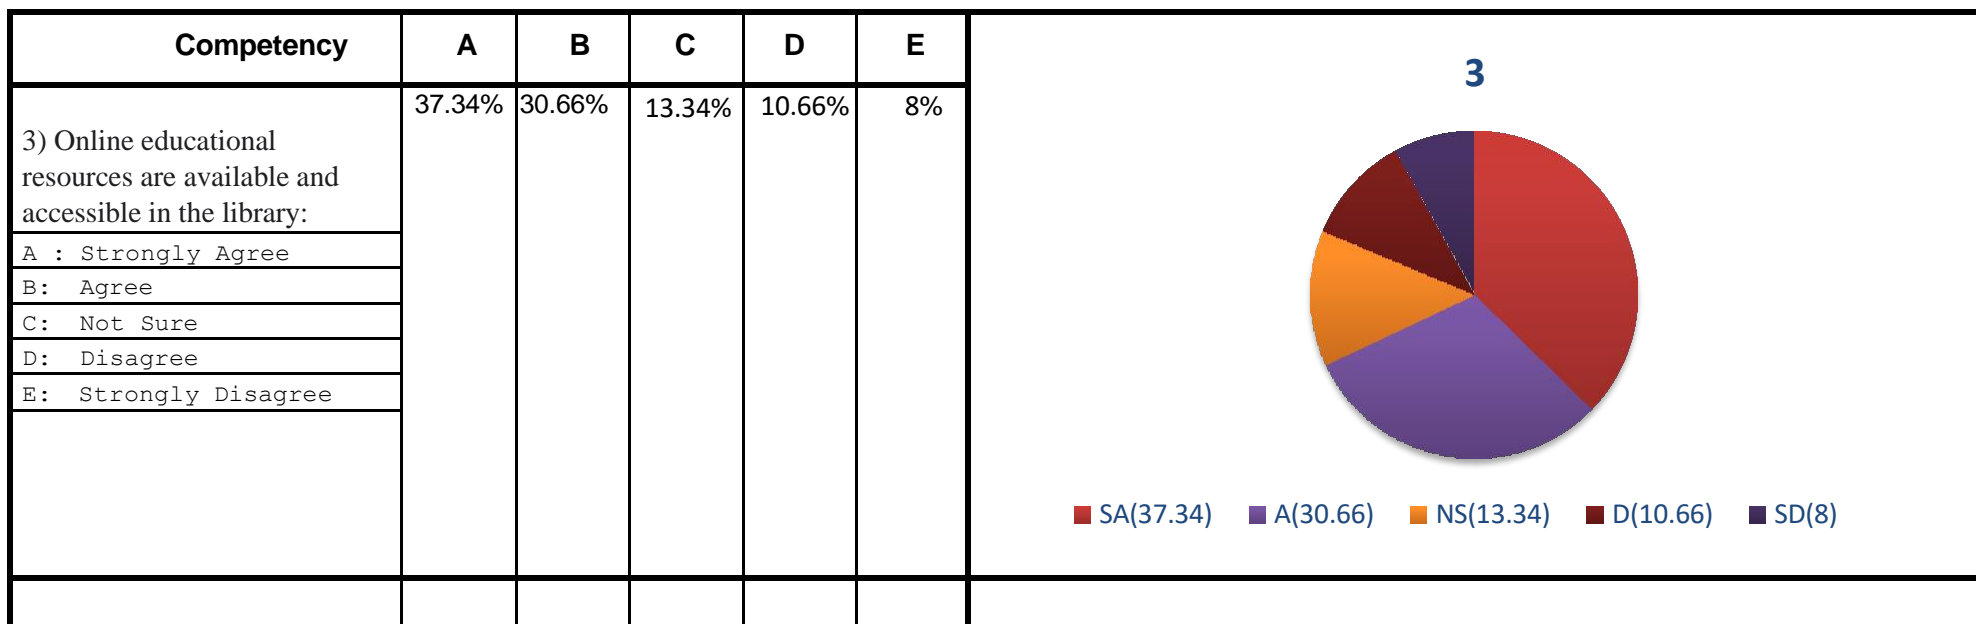 Competency A B C D E
37.34% 30.66% 13.34% 10.66% 8%
3) Online educational
resources are available and
accessible in the library:
A : Strongly Agree
B: Agree
C: Not Sure
D: Disagree
E: Strongly Disagree
3
SA(37.34) A(30.66) NS(13.34) D(10.66) SD(8)